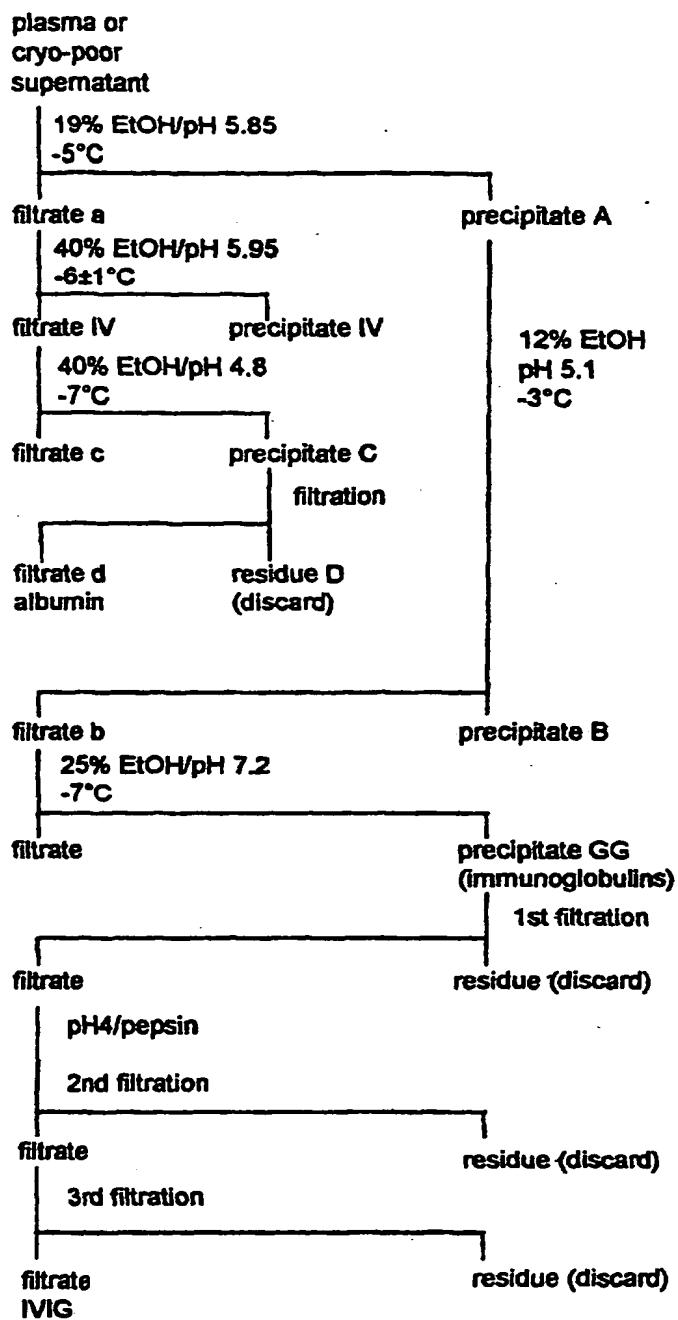 plasma or
cryo-poor
supernatant
19% EtOH/pH 5.85
-5°C
filtrate a
precipitate A
40% EtOH/pH 5.95
-6±1°C
filtrate IV
precipitate IV
12% EtOH
pH 5.1
-3°C
40% EtOH/pH 4.8
-7°C
filtrate c
precipitate C
filtration
filtrate d
albumin
residue D
(discard)
filtrate b
precipitate B
25% EtOH/pH 7.2
-7°C
filtrate
precipitate GG
(immunoglobulins)
1st filtration
filtrate
residue (discard)
pH4/pepsin
2nd filtration
filtrate
residue (discard)
3rd filtration
filtrate
IVIG
residue (discard)